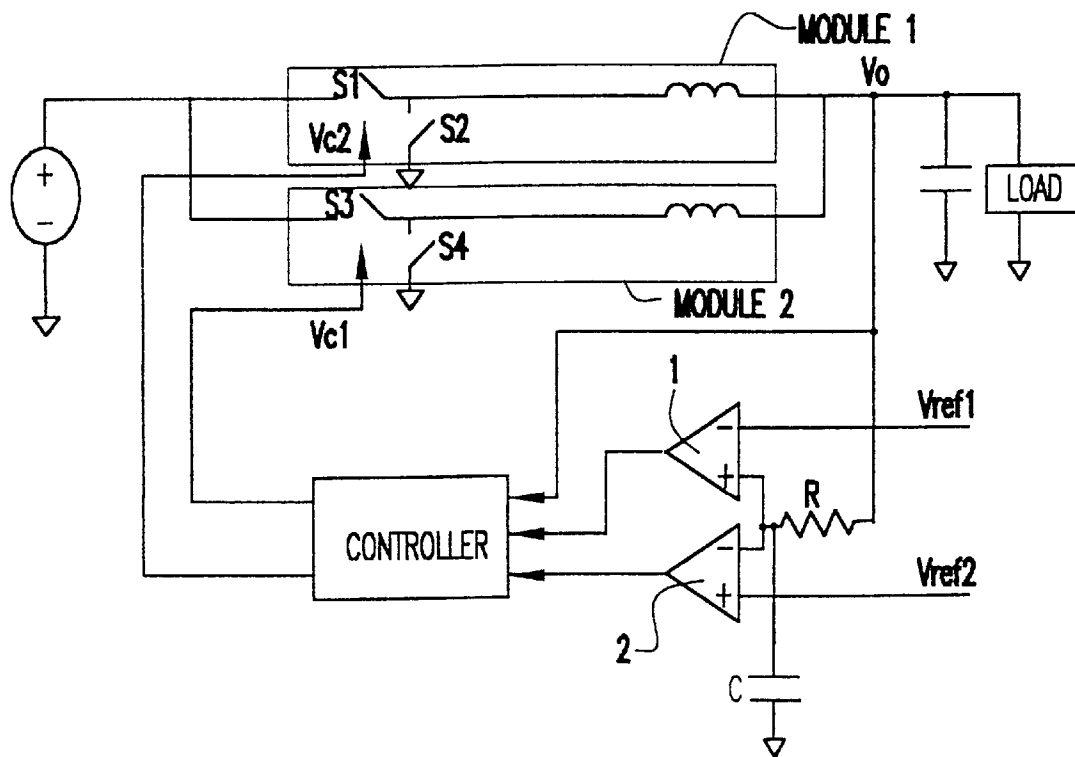 MODULE 1
Vo
S1
S2
Vc2
+
−
S3
S4
LOAD
MODULE 2
Vc1
1
Vref1
−
+
R
CONTROLLER
−
+
Vref2
2
C